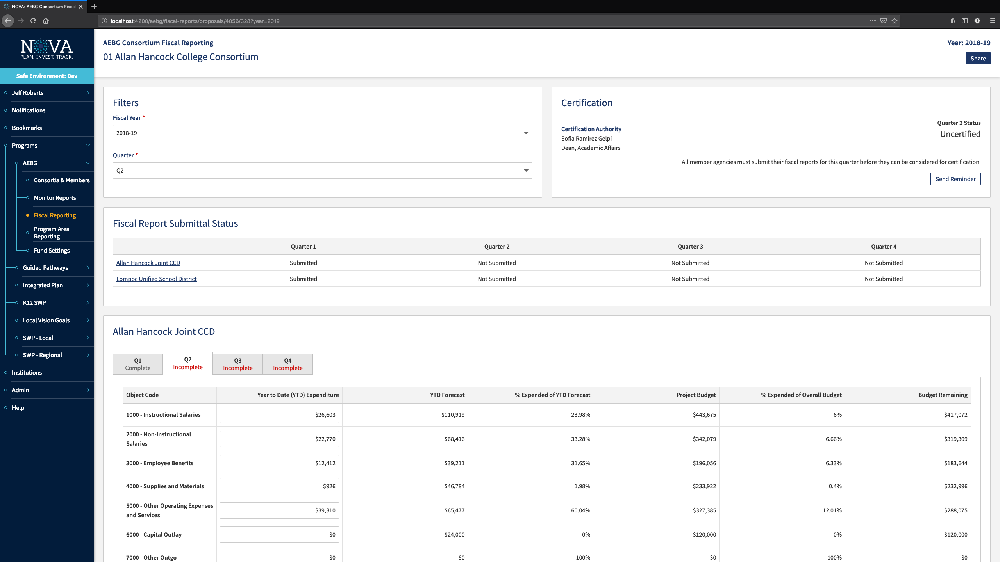 NOVA: AEBG Consortium Fiscal
localhost:4200/aebg/fiscal-reports/proposals/4056/328?year=2019
NOVA
PLAN. INVEST. TRACK.
Safe Environment: Dev
Jeff Roberts
Notifications
Bookmarks
Programs
AEBG
Consortia & Members
Monitor Reports
Fiscal Reporting
Program Area
Reporting
Fund Settings
Guided Pathways
Integrated Plan
K12 SWP
Local Vision Goals
SWP - Local
SWP - Regional
Institutions
Admin
Help
AEBG Consortium Fiscal Reporting
01 Allan Hancock College Consortium
Year: 2018-19
Share
Filters
Fiscal Year *
2018-19
Quarter *
Q2
Certification
Certification Authority
Sofia Ramirez Gelpi
Dean, Academic Affairs
Quarter 2 Status
Uncertified
All member agencies must submit their fiscal reports for this quarter before they can be considered for certification.
Send Reminder
Fiscal Report Submittal Status
Quarter 1 Quarter 2 Quarter 3 Quarter 4
Allan Hancock Joint CCD Submitted Not Submitted Not Submitted Not Submitted
Lompoc Unified School District Submitted Not Submitted Not Submitted Not Submitted
Allan Hancock Joint CCD
Q1 Q2 Q3 Q4
Complete Incomplete Incomplete Incomplete
Object Code Year to Date (YTD) Expenditure YTD Forecast % Expended of YTD Forecast Project Budget % Expended of Overall Budget Budget Remaining
1000 - Instructional Salaries $26,603 $110,919 23.98% $443,675 6% $417,072
2000 - Non-Instructional
Salaries $22,770 $68,416 33.28% $342,079 6.66% $319,309
3000 - Employee Benefits $12,412 $39,211 31.65% $196,056 6.33% $183,644
4000 - Supplies and Materials $926 $46,784 1.98% $233,922 0.4% $232,996
5000 - Other Operating Expenses
and Services $39,310 $65,477 60.04% $327,385 12.01% $288,075
6000 - Capital Outlay $0 $24,000 0% $120,000 0% $120,000
7000 - Other Outgo $0 $0 100% $0 100% $0